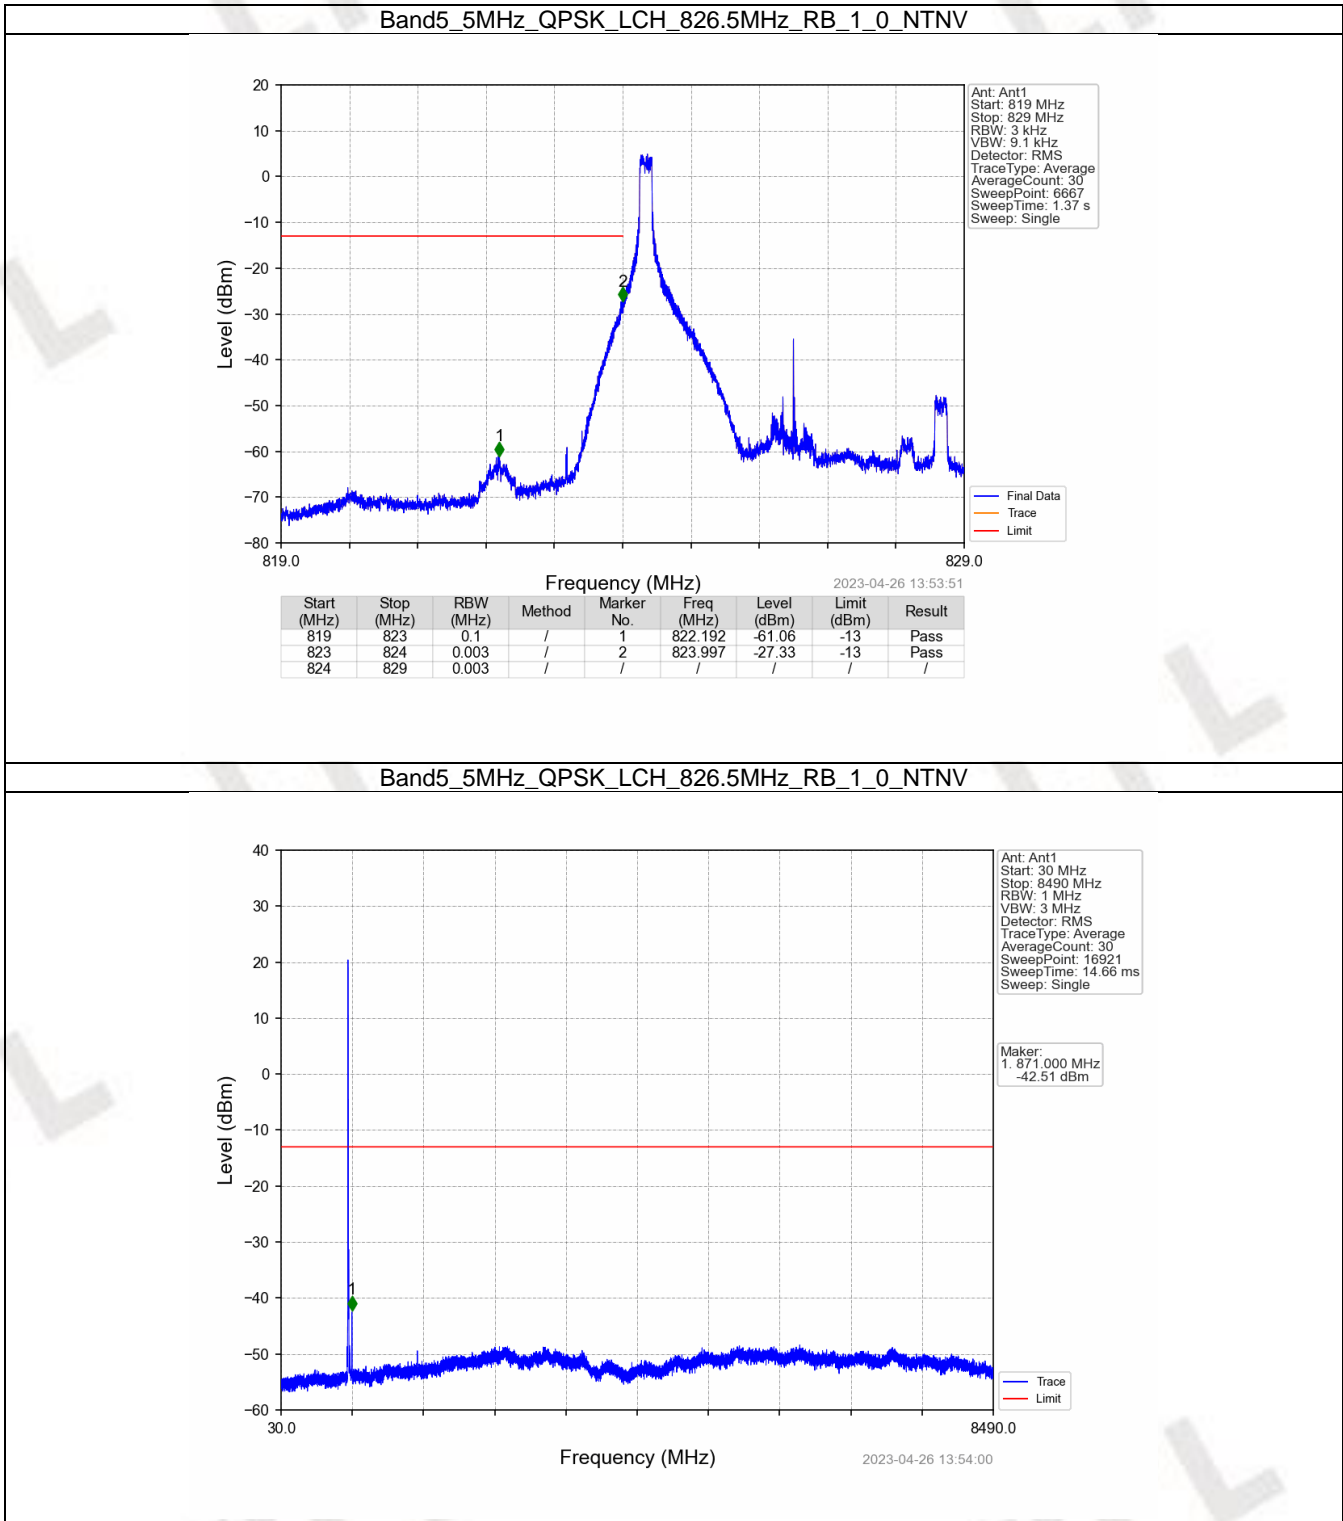 Band5_5MHz_QPSK_LCH_826.5MHz_RB_1_0_NTNV
20
10
0
−10
−20
−30
−40
−50
−60
−70
−80
Level (dBm)
1
2
819.0
829.0
Frequency (MHz)
2023-04-26 13:53:51
Ant: Ant1
Start: 819 MHz
Stop: 829 MHz
RBW: 3 kHz
VBW: 9.1 kHz
Detector: RMS
TraceType: Average
AverageCount: 30
SweepPoint: 6667
SweepTime: 1.37 s
Sweep: Single
Final Data
Trace
Limit
Start (MHz) Stop (MHz) RBW (MHz) Method Marker No. Freq (MHz) Level (dBm) Limit (dBm) Result
819 823 0.1 / 1 822.192 -61.06 -13 Pass
823 824 0.003 / 2 823.997 -27.33 -13 Pass
824 829 0.003 / / / / / /
Band5_5MHz_QPSK_LCH_826.5MHz_RB_1_0_NTNV
40
30
20
10
0
−10
−20
−30
−40
−50
−60
Level (dBm)
1
30.0
8490.0
Frequency (MHz)
2023-04-26 13:54:00
Ant: Ant1
Start: 30 MHz
Stop: 8490 MHz
RBW: 1 MHz
VBW: 3 MHz
Detector: RMS
TraceType: Average
AverageCount: 30
SweepPoint: 16921
SweepTime: 14.66 ms
Sweep: Single
Maker:
1. 871.000 MHz
-42.51 dBm
Trace
Limit